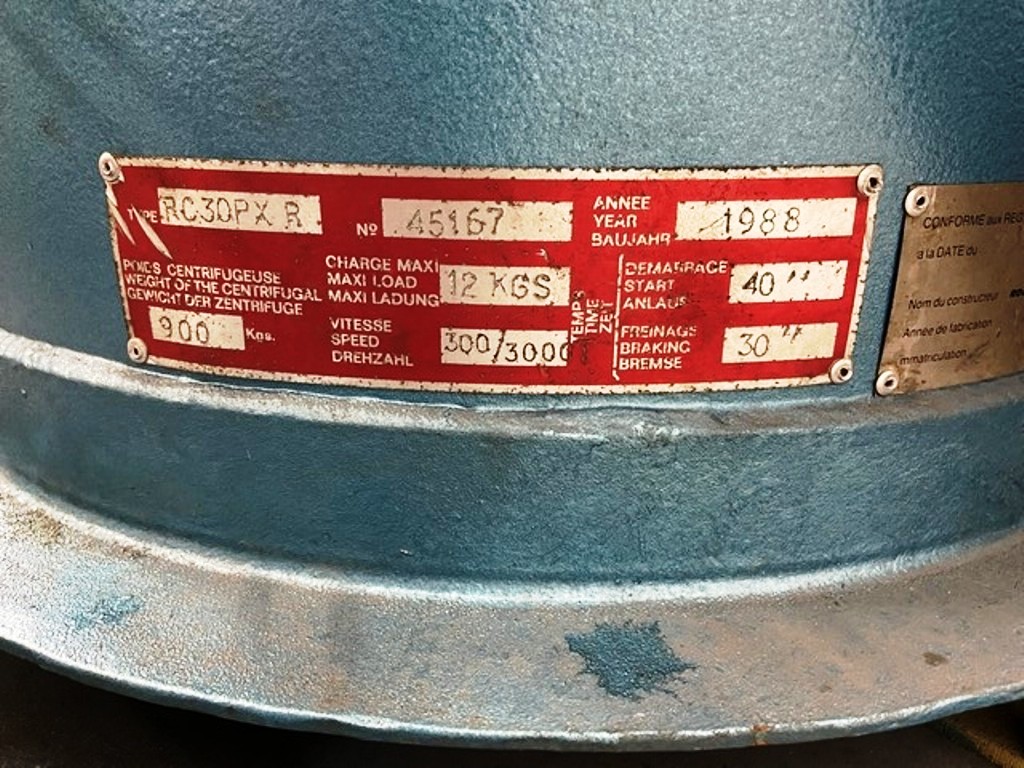 TYPE RC30PX R
Nº 45167
ANNEE
YEAR
BAUJAHR
1988
POIDS CENTRIFUGEUSE
WEIGHT OF THE CENTRIFUGAL
GEWICHT DER ZENTRIFUGE
900 Kgs.
CHARGE MAXI
MAXI LOAD
MAXI LADUNG
12 KGS
VITESSE
SPEED
DREHZAHL
300/3000
TEMPS
TIME
ZEIT
DEMARRAGE
START
ANLAUF
40 "
FREINAGE
BRAKING
BREMSE
30 "
CONFORME aux REG
à la DATE du
Nom du constructeur
Année de fabrication
immatriculation